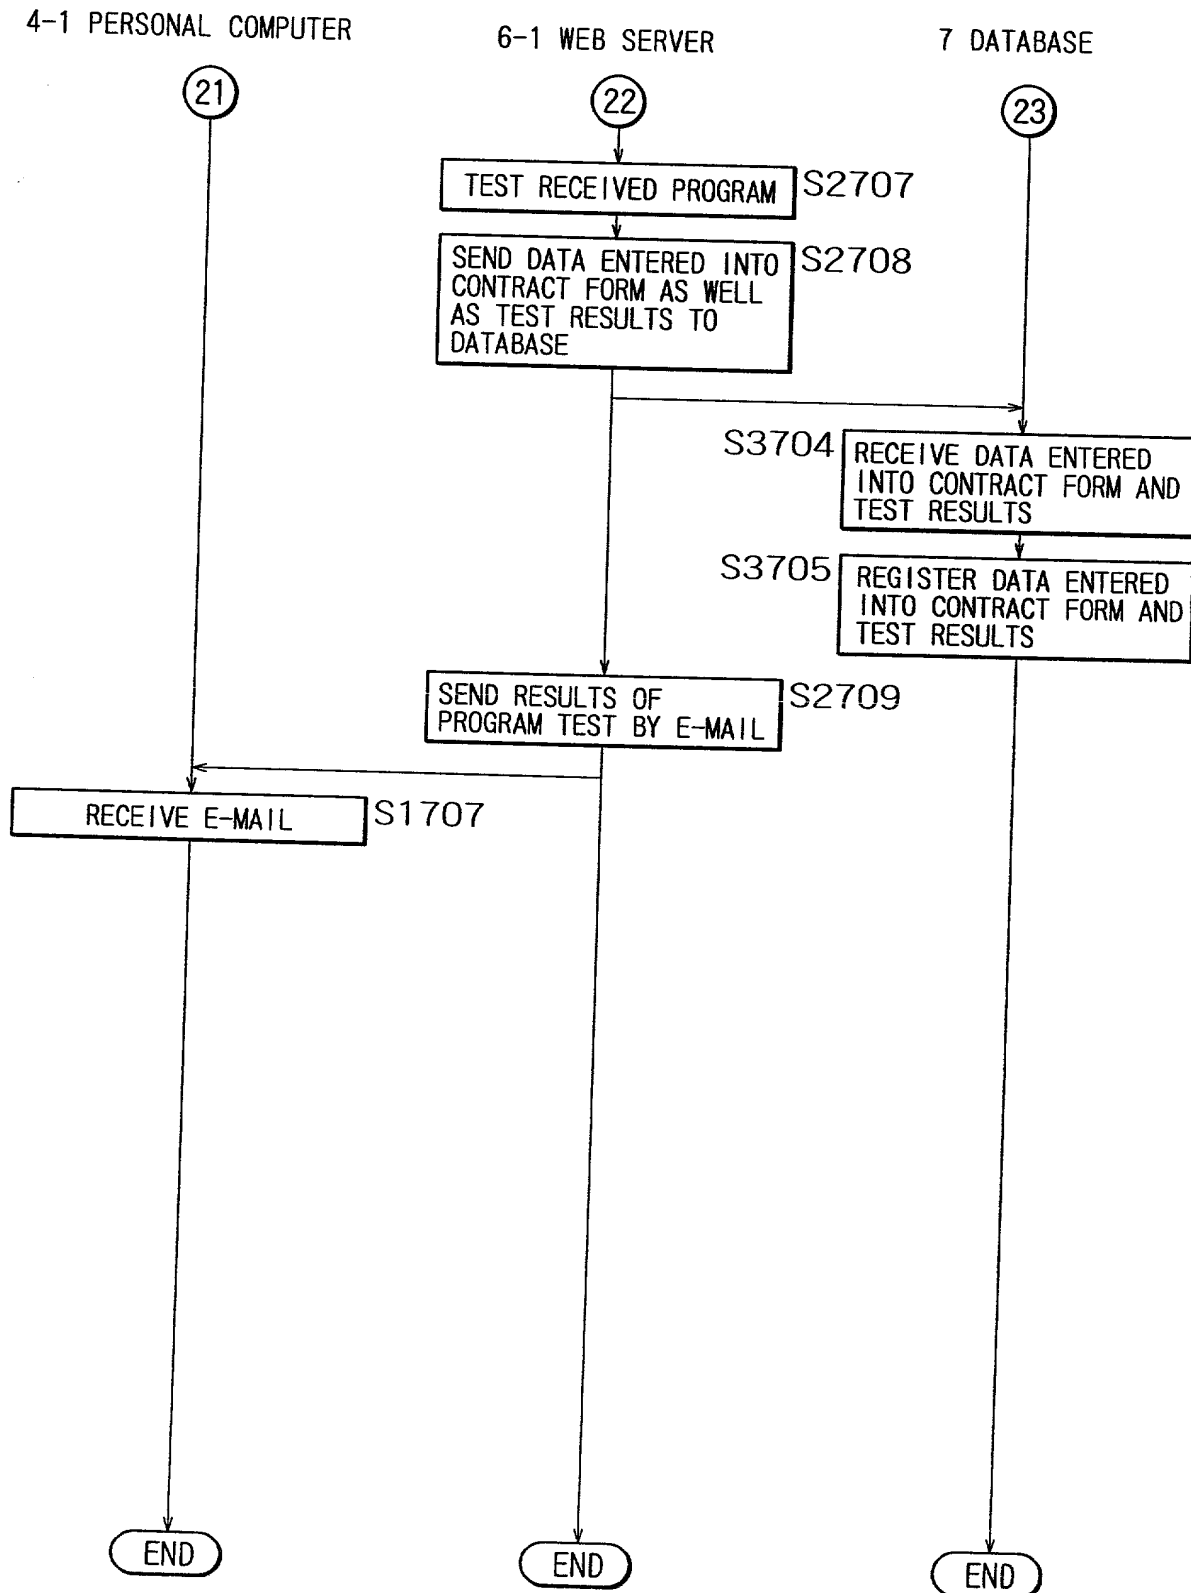 4-1 PERSONAL COMPUTER
6-1 WEB SERVER
7 DATABASE
21
22
23
TEST RECEIVED PROGRAM
S2707
SEND DATA ENTERED INTO
CONTRACT FORM AS WELL
AS TEST RESULTS TO
DATABASE
S2708
S3704
RECEIVE DATA ENTERED
INTO CONTRACT FORM AND
TEST RESULTS
S3705
REGISTER DATA ENTERED
INTO CONTRACT FORM AND
TEST RESULTS
SEND RESULTS OF
PROGRAM TEST BY E-MAIL
S2709
RECEIVE E-MAIL
S1707
END
END
END